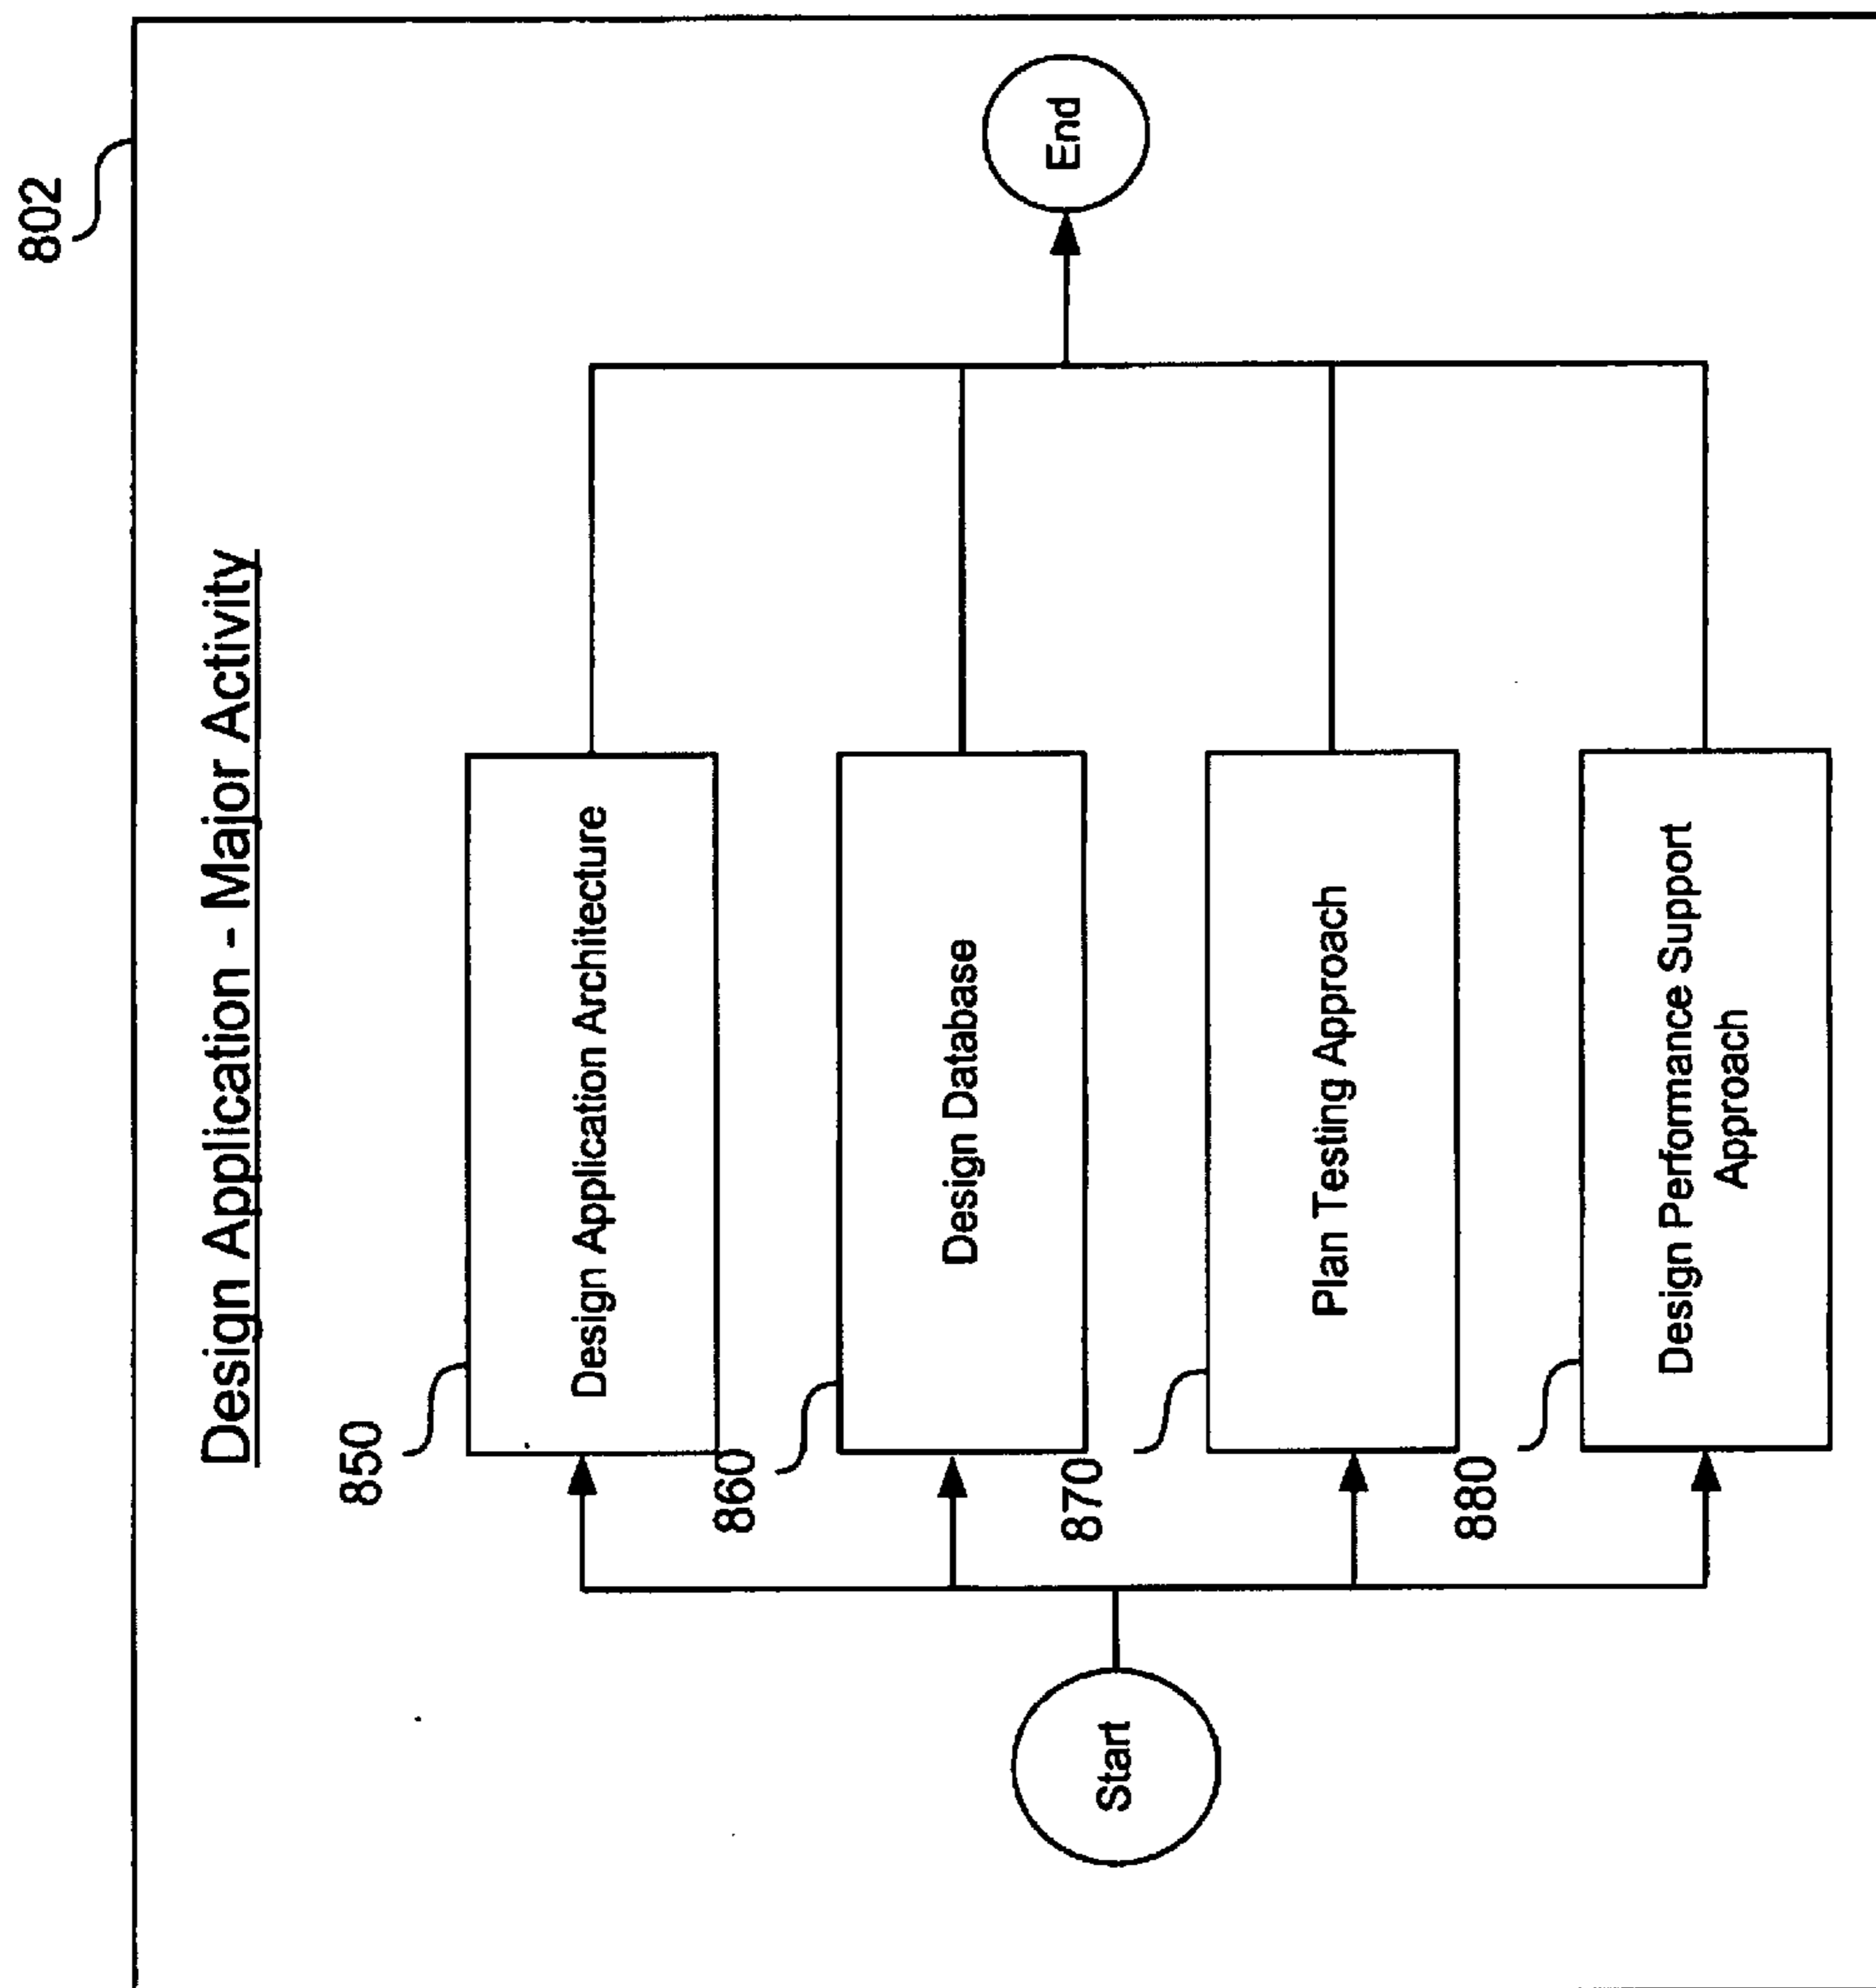 802
Design Application - Major Activity
850
Design Application Architecture
860
Design Database
870
Plan Testing Approach
880
Design Performance Support
Approach
Start
End